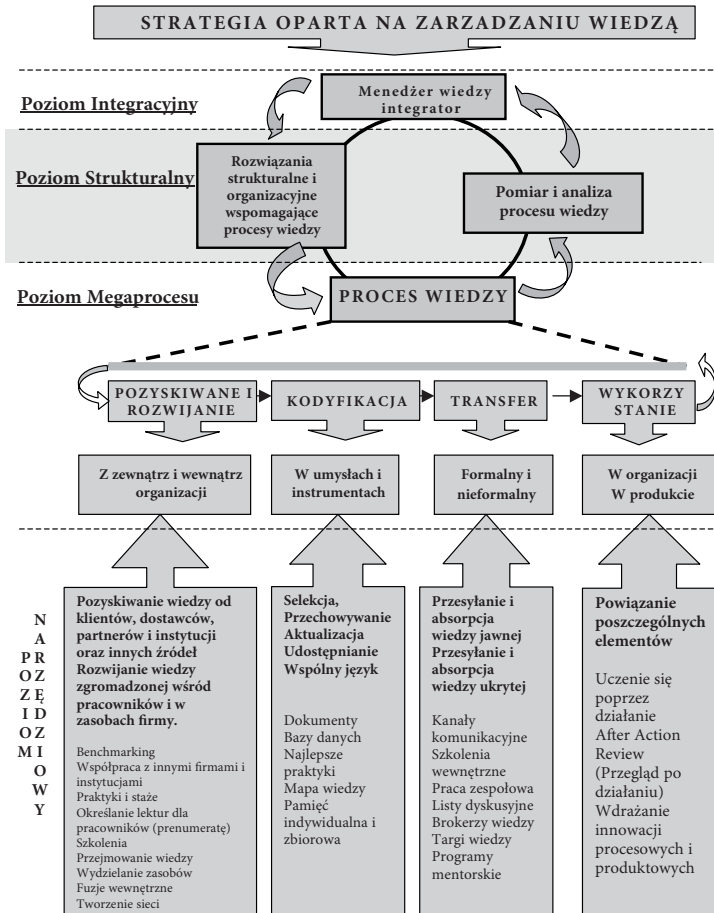 STRATEGIA OPARTA NA ZARZADZANIU WIEDZĄ
Poziom Integracyjny
Menedżer wiedzy
integrator
Poziom Strukturalny
Rozwiązania
strukturalne i
organizacyjne
wspomagające
procesy wiedzy
Pomiar i analiza
procesu wiedzy
Poziom Megaprocesu
PROCES WIEDZY
POZYSKIWANE I
ROZWIJANIE
KODYFIKACJA
TRANSFER
WYKORZY
STANIE
Z zewnątrz i wewnątrz
organizacji
W umysłach i
instrumentach
Formalny i
nieformalny
W organizacji
W produkcie
POZIOM
NARZĘDZIOWY
Pozyskiwanie wiedzy od
klientów, dostawców,
partnerów i instytucji
oraz innych źródeł
Rozwijanie wiedzy
zgromadzonej wśród
pracowników i w
zasobach firmy.
Benchmarking
Współpraca z innymi firmami i
instytucjami
Praktyki i staże
Określanie lektur dla
pracowników (prenumeratę)
Szkolenia
Przejmowanie wiedzy
Wydzielanie zasobów
Fuzje wewnętrzne
Tworzenie sieci
Selekcja,
Przechowywanie
Aktualizacja
Udostępnianie
Wspólny język
Dokumenty
Bazy danych
Najlepsze
praktyki
Mapa wiedzy
Pamięć
indywidualna i
zbiorowa
Przesyłanie i
absorpcja
wiedzy jawnej
Przesyłanie i
absorpcja
wiedzy ukrytej
Kanały
komunikacyjne
Szkolenia
wewnętrzne
Praca zespołowa
Listy dyskusyjne
Brokerzy wiedzy
Targi wiedzy
Programy
mentorskie
Powiązanie
poszczególnych
elementów
Uczenie się
poprzez
działanie
After Action
Review
(Przegląd po
działaniu)
Wdrażanie
innowacji
procesowych i
produktowych